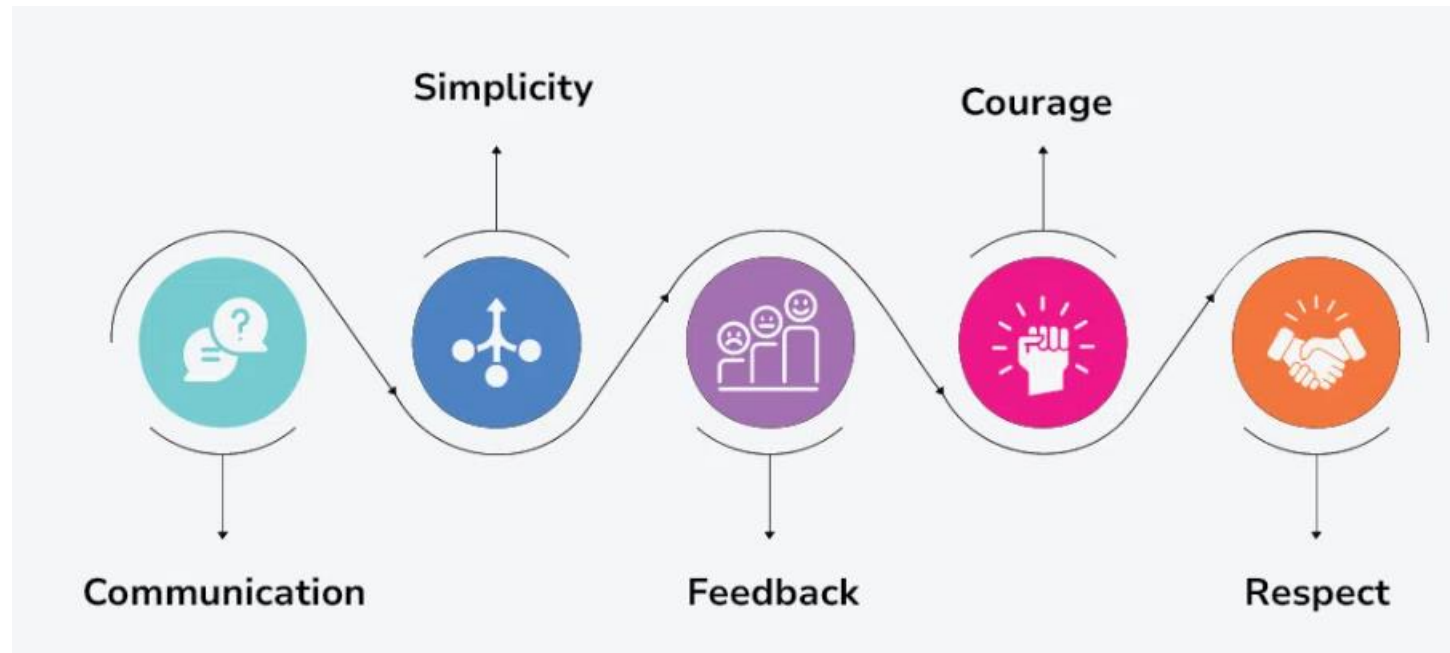 Simplicity
Courage
?
Communication
Feedback
Respect